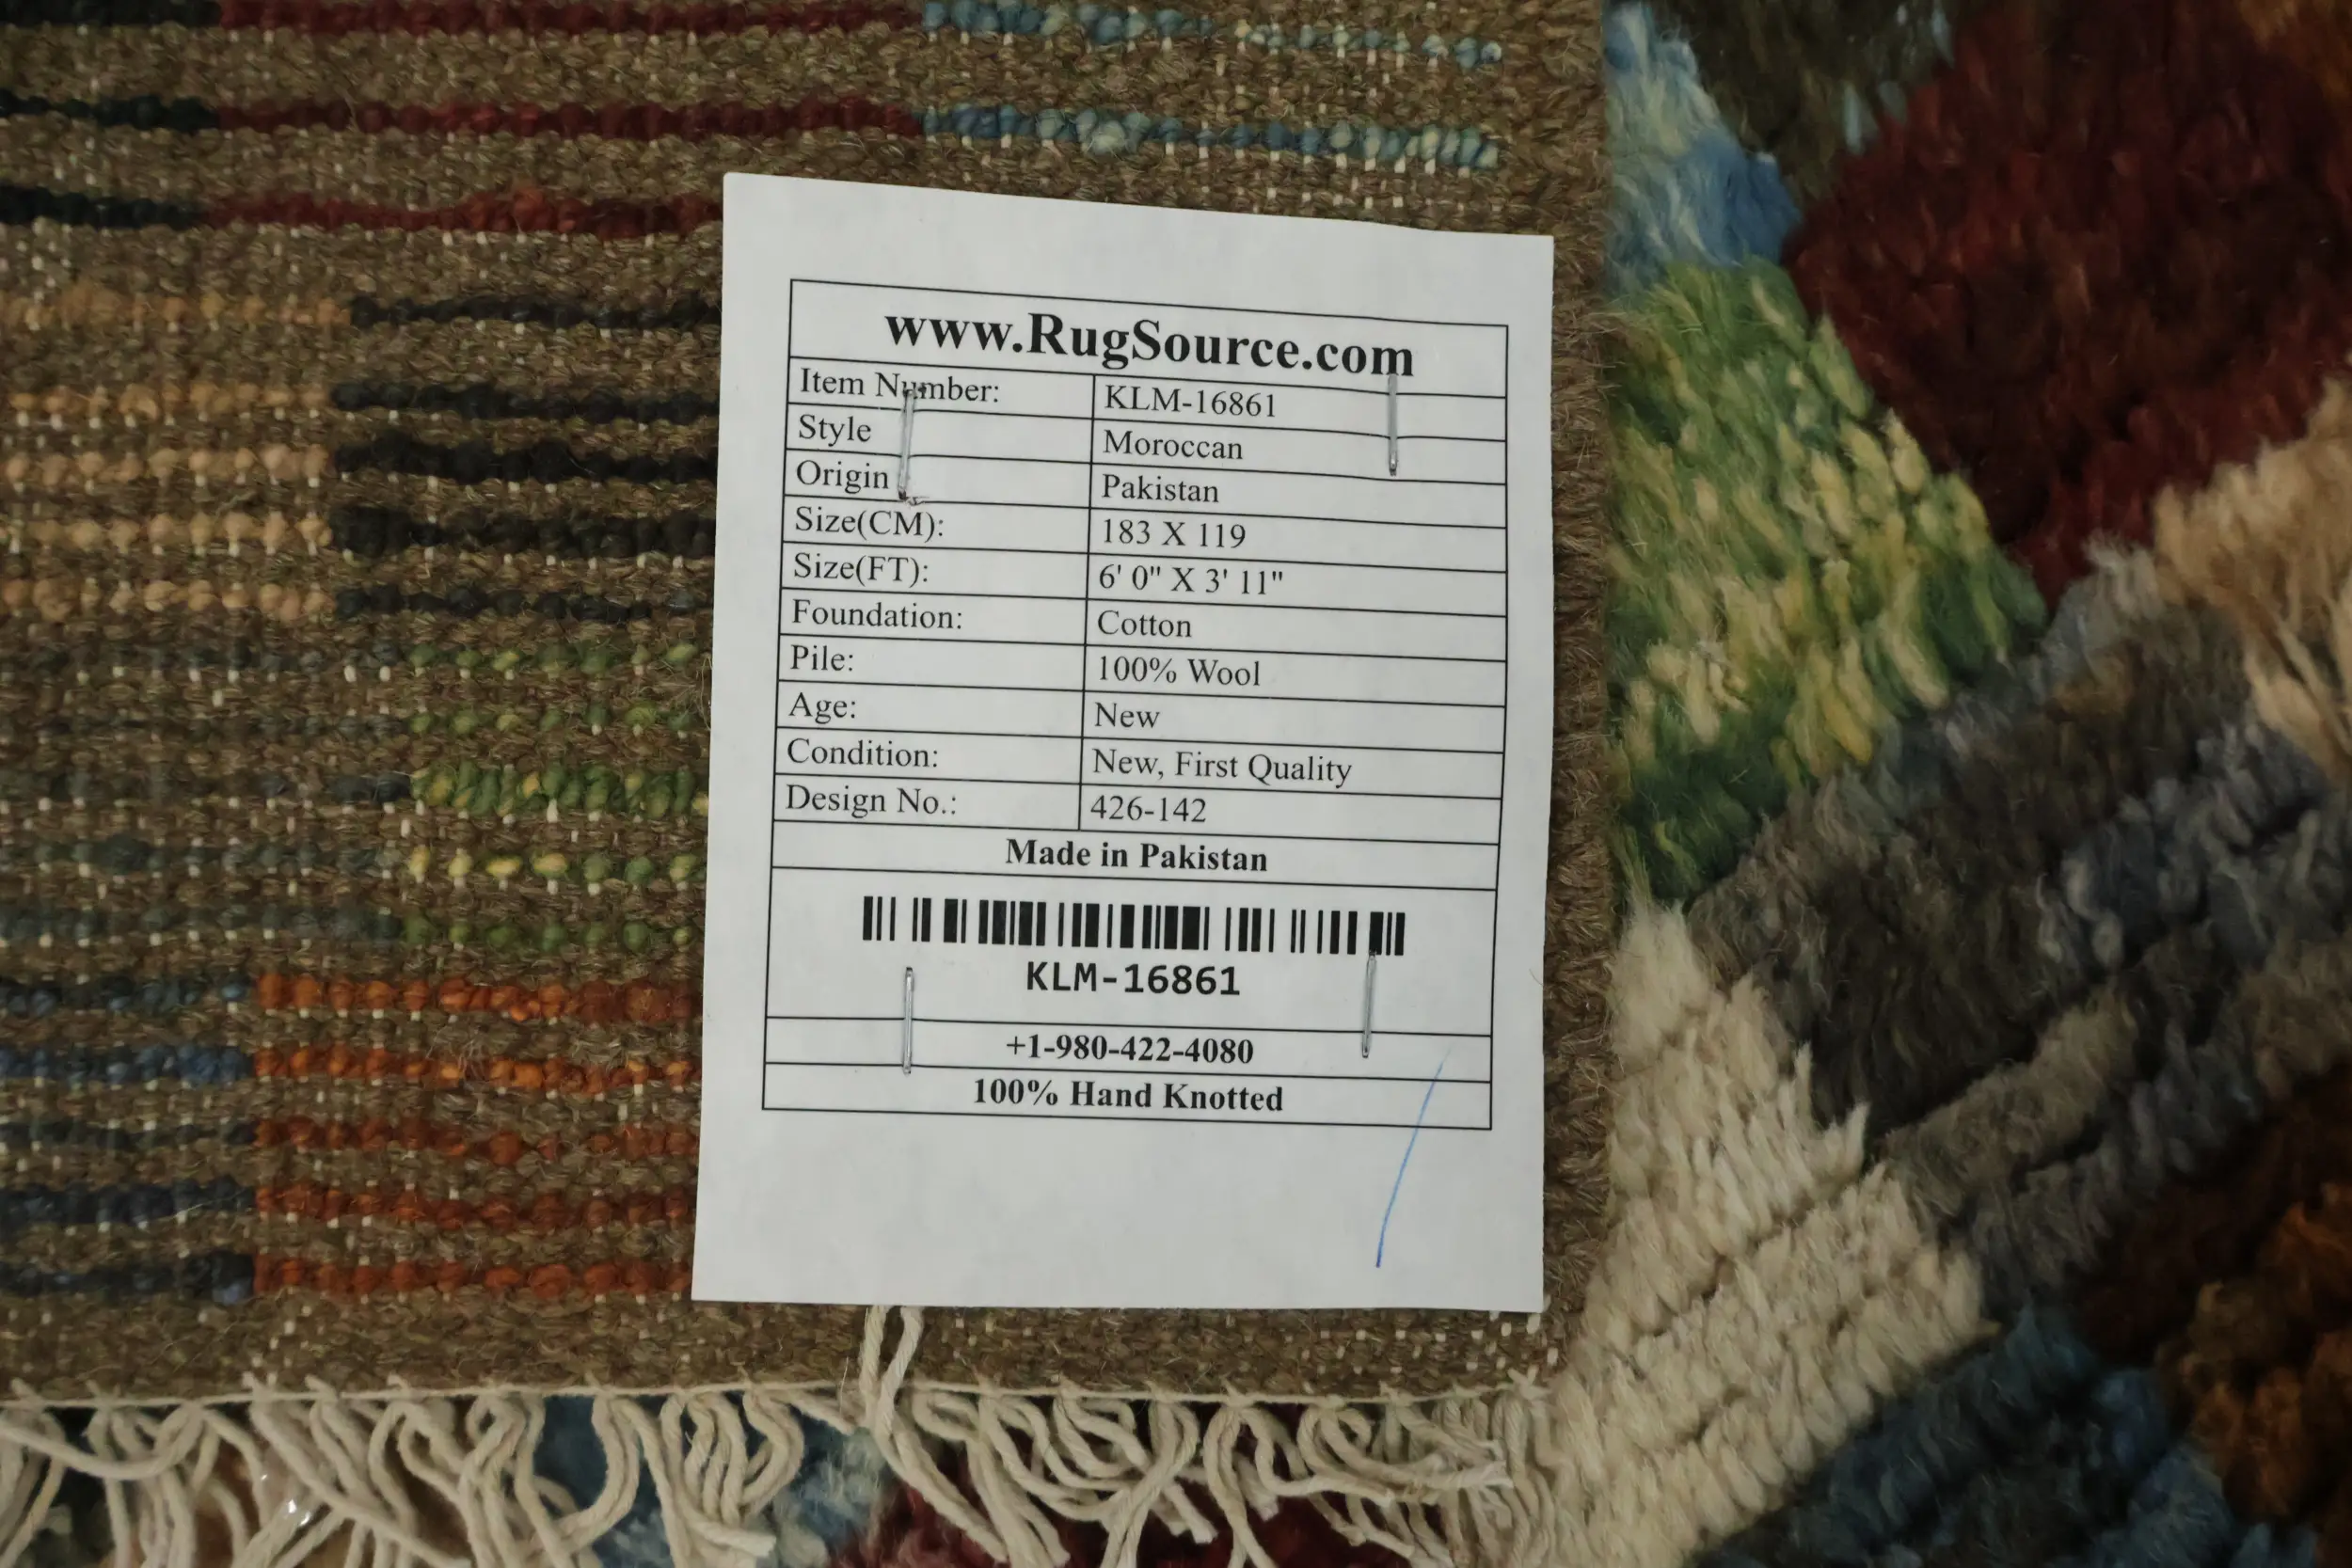 www.RugSource.com
Item Number: KLM-16861
Style Moroccan
Origin Pakistan
Size(CM): 183 X 119
Size(FT): 6' 0" X 3' 11"
Foundation: Cotton
Pile: 100% Wool
Age: New
Condition: New, First Quality
Design No.: 426-142
Made in Pakistan
KLM-16861
+1-980-422-4080
100% Hand Knotted